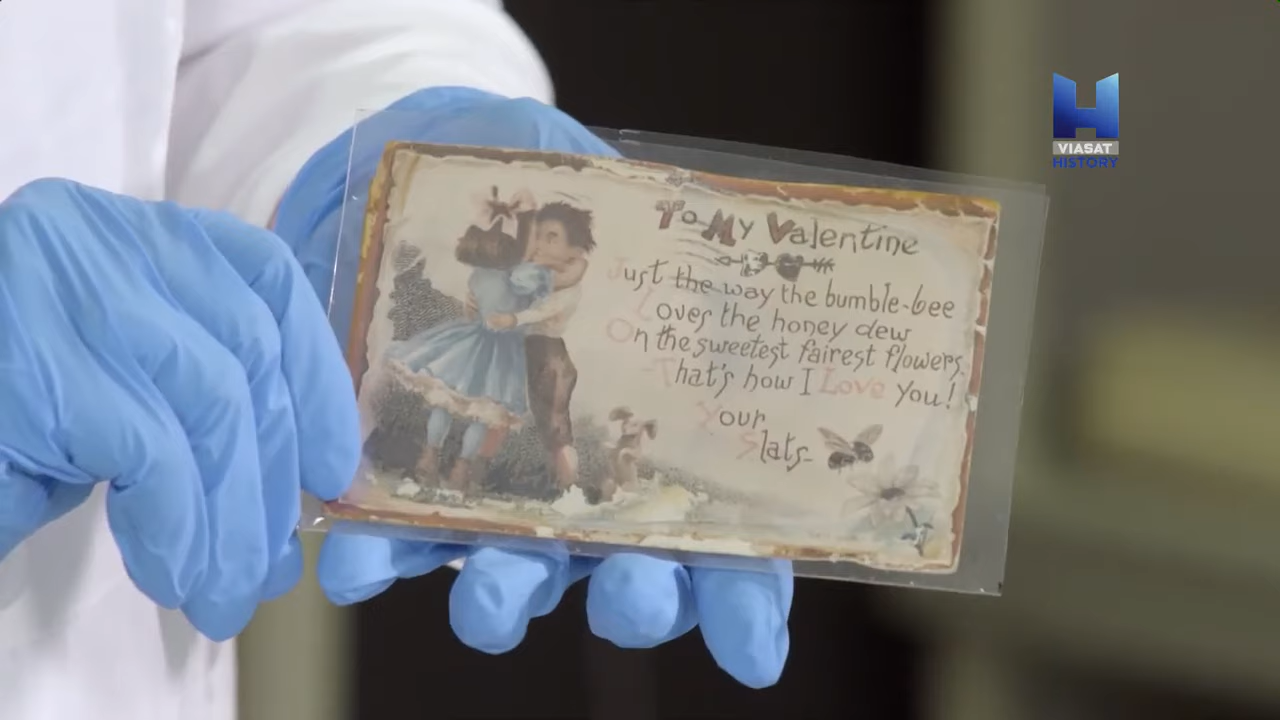 VIASAT
HISTORY
To My Valentine
Just the way the bumble-bee
Loves the honey dew
On the sweetest fairest flowers.
That's how I Love you!
Your
Slats-